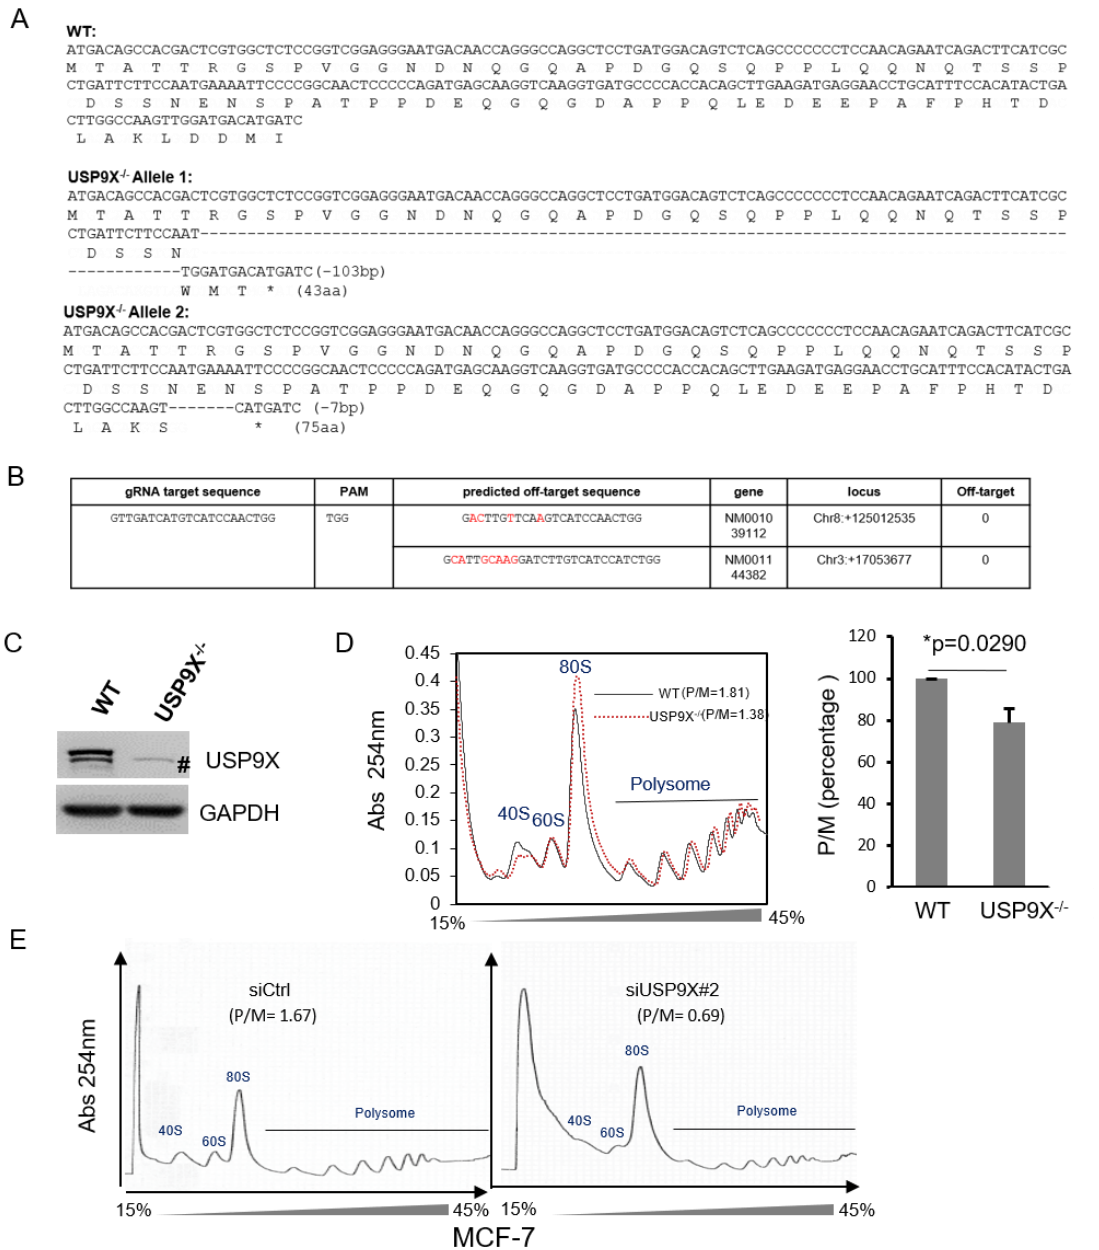 A
WT:
ATGACAGCCACGACTCGTGGCTCTCCGGTCGGAGGGAATGACAACCAGGGCCAGGCTCCTGATGGACAGTCTCAGCCCCCCCTCCAACAGAATCAGACTTCATCGC
M T A T T R G S P V G G N D N Q G Q A P D G Q S Q P P L Q Q N Q T S S P
CTGATTCTTCCAATGAAAATTCCCCGGCAACTCCCCCAGATGAGCAAGGTCAAGGTGATGCCCCACCACAGCTTGAAGATGAGGAACCTGCATTTCCACATACTGA
D S S N E N S P A T P P D E Q G Q G D A P P Q L E D E E P A F P H T D
CTTGGCCAAGTTGGATGACATGATC
L A K L D D M I
USP9X-/- Allele 1:
ATGACAGCCACGACTCGTGGCTCTCCGGTCGGAGGGAATGACAACCAGGGCCAGGCTCCTGATGGACAGTCTCAGCCCCCCCTCCAACAGAATCAGACTTCATCGC
M T A T T R G S P V G G N D N Q G Q A P D G Q S Q P P L Q Q N Q T S S P
CTGATTCTTCCAAT-------------------------------------------------------------------------------------------
D S S N
------------TGGATGACATGATC(-103bp)
W M T * (43aa)
USP9X-/- Allele 2:
ATGACAGCCACGACTCGTGGCTCTCCGGTCGGAGGGAATGACAACCAGGGCCAGGCTCCTGATGGACAGTCTCAGCCCCCCCTCCAACAGAATCAGACTTCATCGC
M T A T T R G S P V G G N D N Q G Q A P D G Q S Q P P L Q Q N Q T S S P
CTGATTCTTCCAATGAAAATTCCCCGGCAACTCCCCCAGATGAGCAAGGTCAAGGTGATGCCCCACCACAGCTTGAAGATGAGGAACCTGCATTTCCACATACTGA
D S S N E N S P A T P P D E Q G Q G D A P P Q L E D E E P A F P H T D
CTTGGCCAAGT-------CATGATC (-7bp)
L A K S * (75aa)
B
gRNA target sequence PAM predicted off-target sequence gene locus Off-target
GTTGATCATGTCATCCAACTGG TGG GACTTGTTCAAGTCATCCAACTGG NM0010 Chr8:+125012535 0
39112
GCATTGCAAGGATCTTGTCATCCATCTGG NM0011 Chr3:+17053677 0
44382
C
WT
USP9X-/-
#
USP9X
GAPDH
D
Abs 254nm
0.45
0.4
0.35
0.3
0.25
0.2
0.15
0.1
0.05
0
80S
WT(P/M=1.81)
USP9X-/-(P/M=1.38)
Polysome
40S
60S
15%
45%
P/M (percentage )
120
100
80
60
40
20
0
*p=0.0290
WT
USP9X-/-
E
Abs 254nm
siCtrl
(P/M= 1.67)
80S
40S
60S
Polysome
15%
45%
siUSP9X#2
(P/M= 0.69)
80S
40S
60S
Polysome
15%
45%
MCF-7